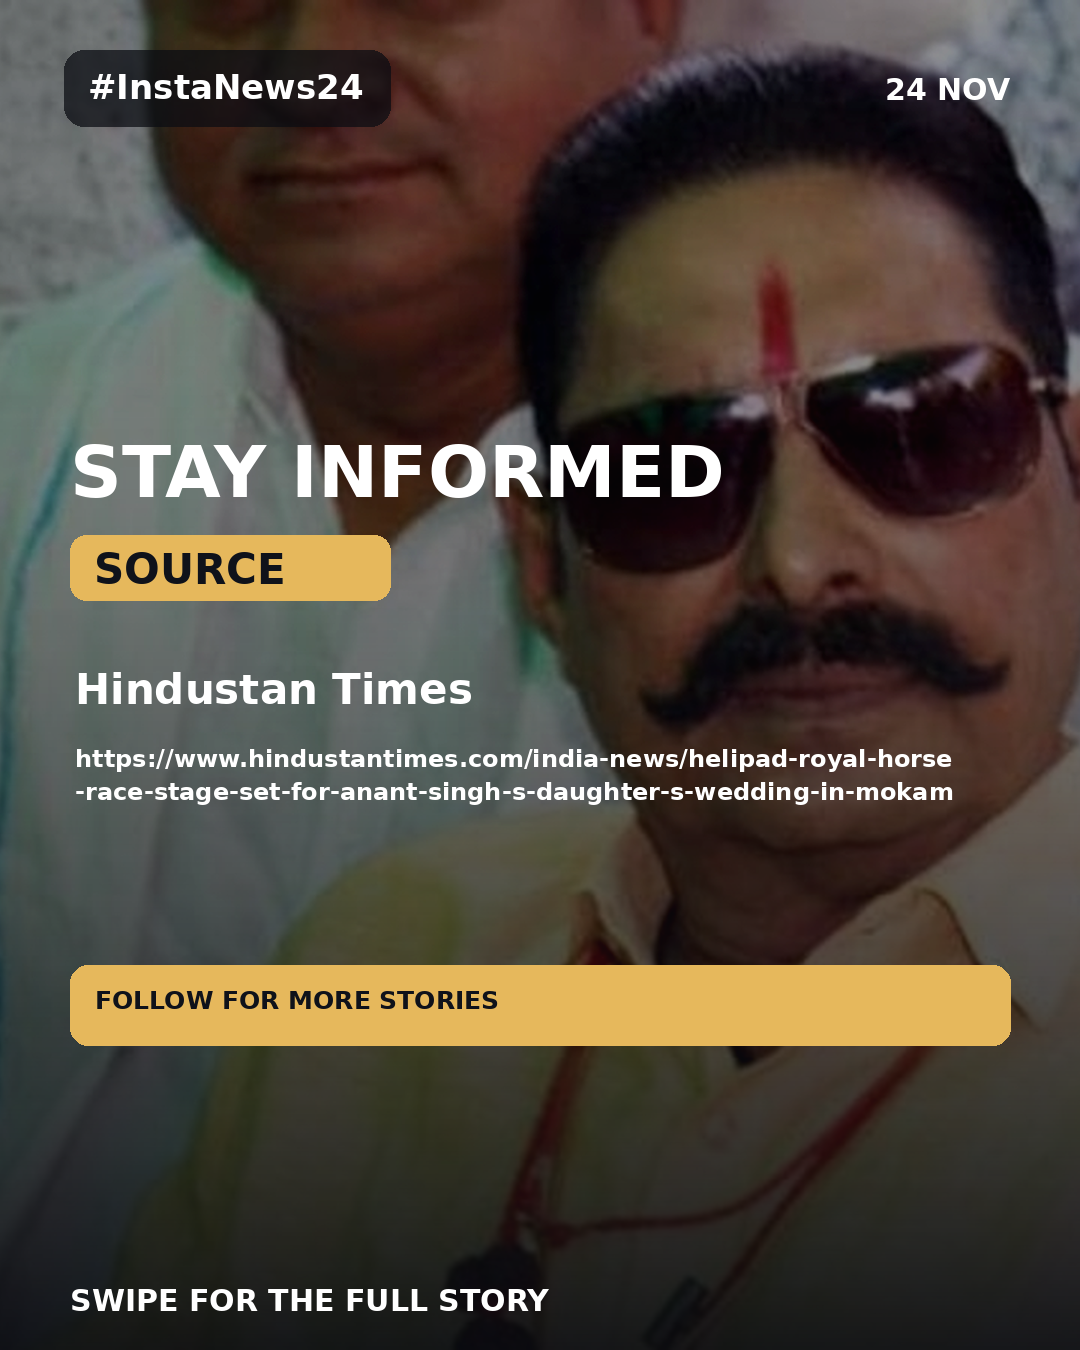 #InstaNews24
24 NOV
STAY INFORMED
SOURCE
Hindustan Times
https://www.hindustantimes.com/india-news/helipad-royal-horse
-race-stage-set-for-anant-singh-s-daughter-s-wedding-in-mokam
FOLLOW FOR MORE STORIES
SWIPE FOR THE FULL STORY